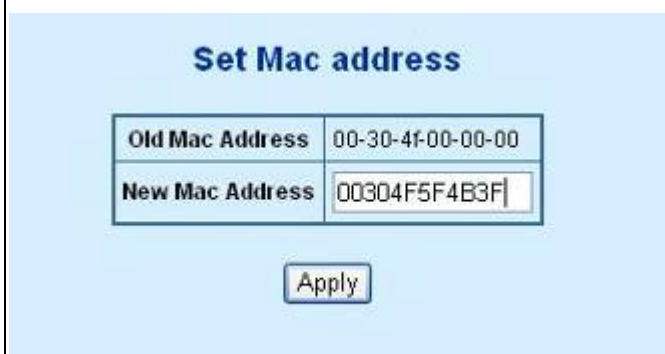 Set Mac address
Old Mac Address 00-30-4f-00-00-00
New Mac Address 00304F5F4B3F
Apply